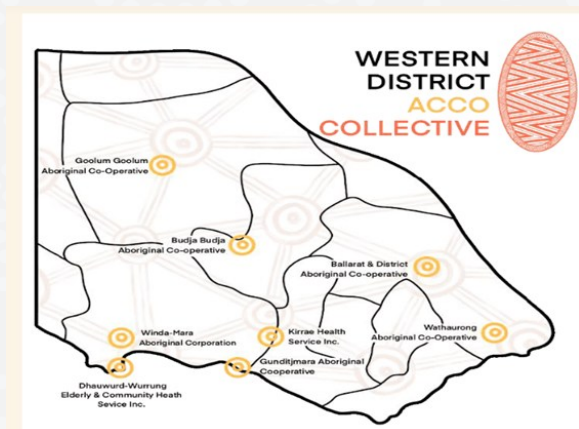 WESTERN
DISTRICT
ACCO
COLLECTIVE
Goolum Goolum
Aboriginal Co-Operative
Budja Budja
Aboriginal Co-operative
Ballarat & District
Aboriginal Co-operative
Winda-Mara
Aboriginal Corporation
Kirrae Health
Service Inc.
Wathaurong
Aboriginal Co-Operative
Gunditjmara Aboriginal
Cooperative
Dhauwurd-Wurrung
Elderly & Community Heath
Sevice Inc.